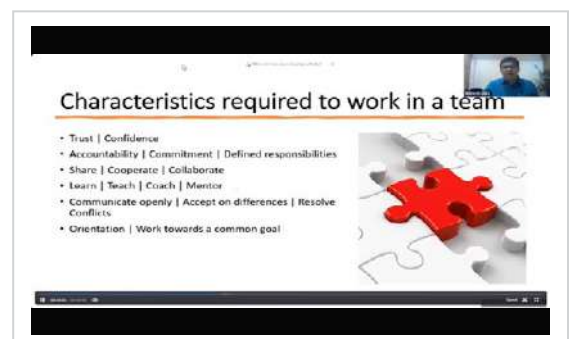 Characteristics required to work in a team
• Trust | Confidence
• Accountability | Commitment | Defined responsibilities
• Share | Cooperate | Collaborate
• Learn | Teach | Coach | Mentor
• Communicate openly | Accept on differences | Resolve
Conflicts
• Orientation | Work towards a common goal